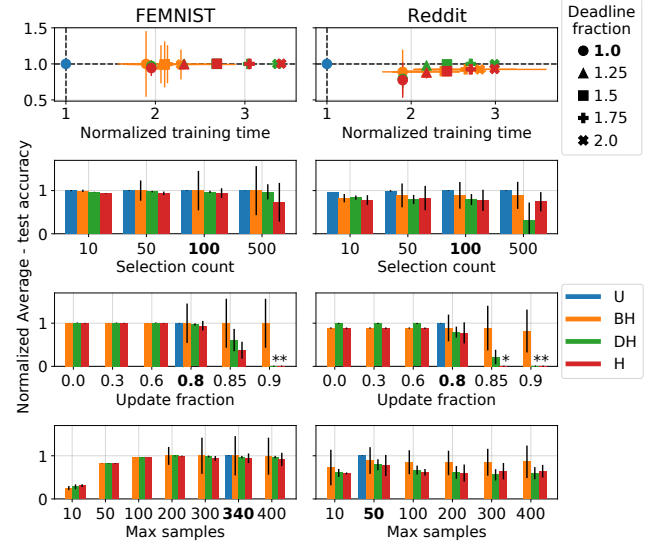 FEMNIST
Reddit
Deadline
fraction
1.0
1.25
1.5
1.75
2.0
Normalized Average - test accuracy
1.5
1.0
0.5
1 2 3
Normalized training time
1 2 3
Normalized training time
1
0
10 50 100 500
Selection count
10 50 100 500
Selection count
U
BH
DH
H
1
0
**
0.0 0.3 0.6 0.8 0.85 0.9
Update fraction
* **
0.0 0.3 0.6 0.8 0.85 0.9
Update fraction
1
0
10 50 100 200 300 340 400
Max samples
10 50 100 200 300 400
Max samples